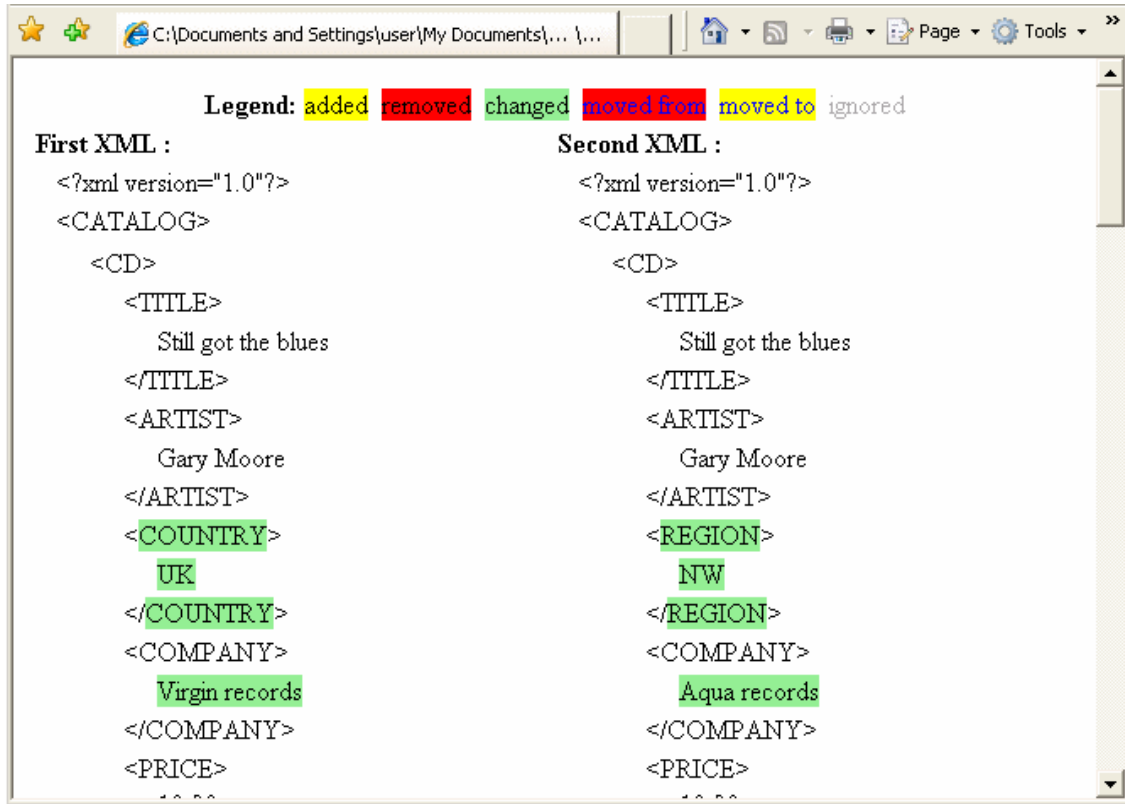 C:\Documents and Settings\user\My Documents\... \... Page Tools »
Legend: added removed changed moved from moved to ignored
First XML : Second XML :
<?xml version="1.0"?> <?xml version="1.0"?>
<CATALOG> <CATALOG>
<CD> <CD>
<TITLE> <TITLE>
Still got the blues Still got the blues
</TITLE> </TITLE>
<ARTIST> <ARTIST>
Gary Moore Gary Moore
</ARTIST> </ARTIST>
<COUNTRY> <REGION>
UK NW
</COUNTRY> </REGION>
<COMPANY> <COMPANY>
Virgin records Aqua records
</COMPANY> </COMPANY>
<PRICE> <PRICE>